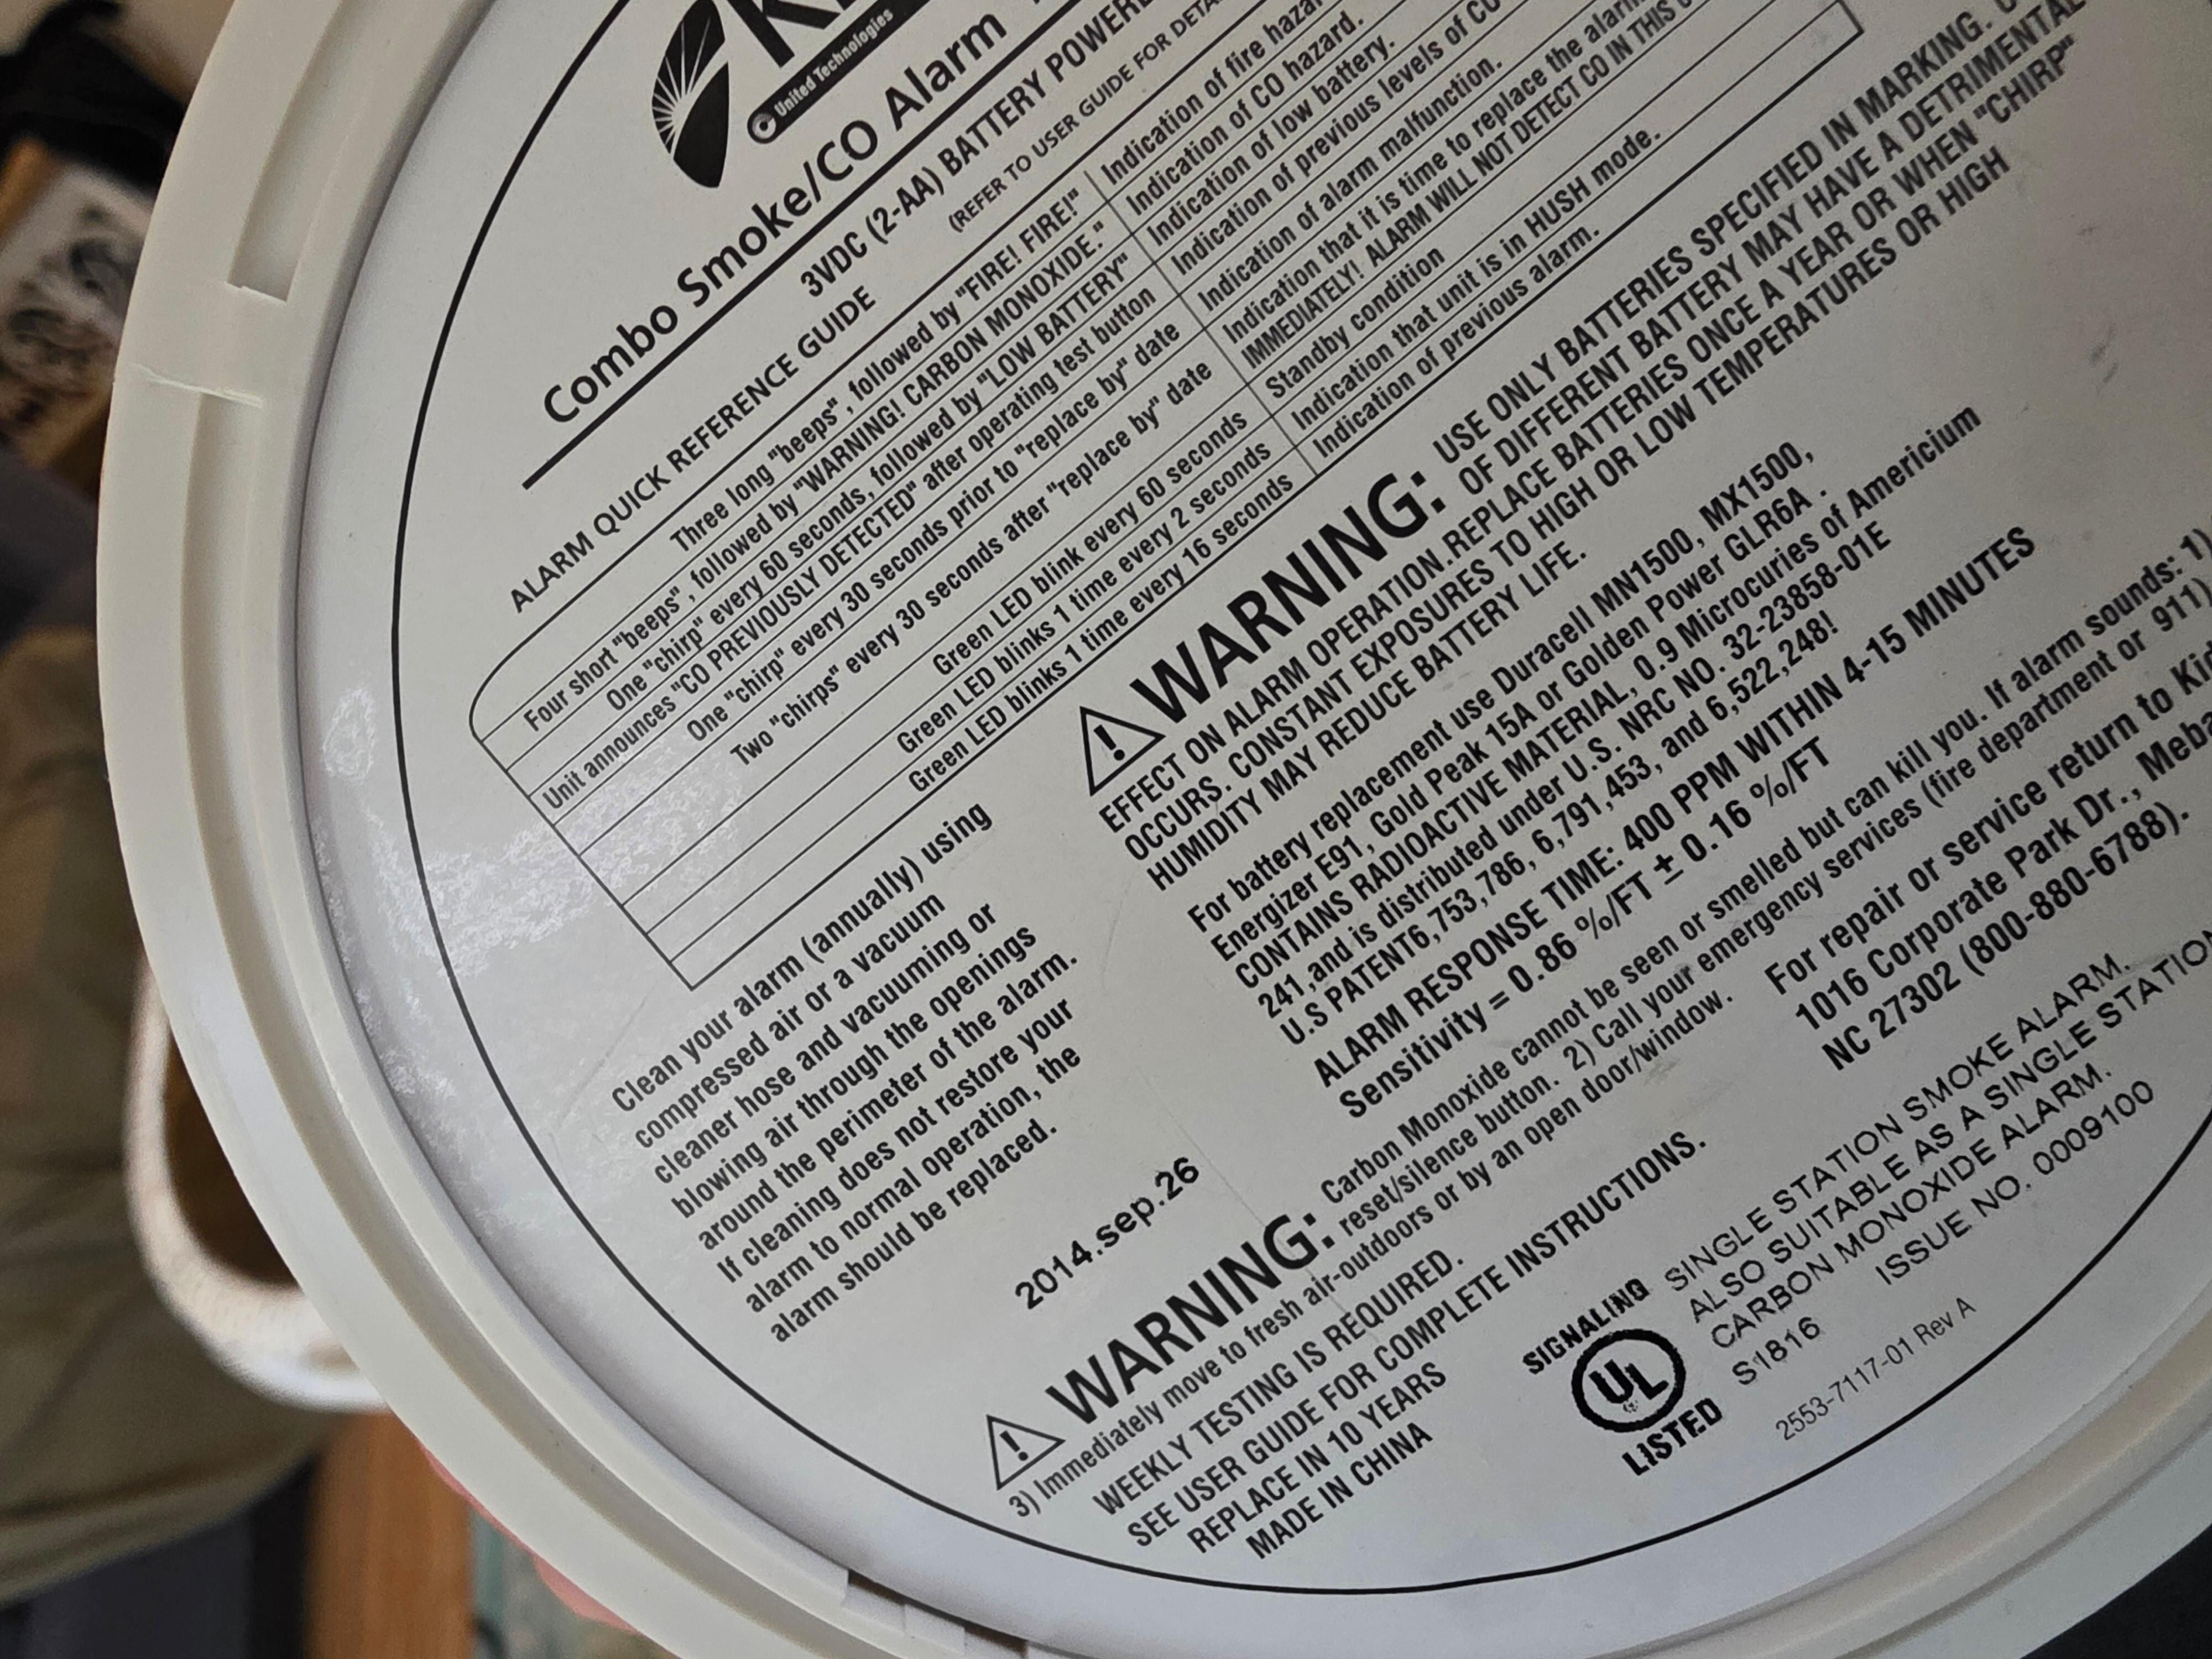 United Technologies
Combo Smoke/CO Alarm
3VDC (2-AA) BATTERY POWERED
(REFER TO USER GUIDE FOR
ALARM QUICK REFERENCE GUIDE
Three long "beeps", followed by "FIRE! FIRE!" Indication of fire
Four short "beeps", followed by "WARNING! CARBON MONOXIDE." Indication of CO hazard.
One "chirp" every 60 seconds, followed by "LOW BATTERY" Indication of low battery.
Unit announces "CO PREVIOUSLY DETECTED" after operating test button Indication of previous levels of CO
One "chirp" every 30 seconds prior to "replace by" date Indication of alarm malfunction.
Two "chirps" every 30 seconds after "replace by" date Indication that it is time to replace the alarm
IMMEDIATELY! ALARM WILL NOT DETECT CO IN THIS
Green LED blink every 60 seconds Standby condition
Green LED blinks 1 time every 2 seconds Indication that unit is in HUSH mode.
Green LED blinks 1 time every 16 seconds Indication of previous alarm.
WARNING: USE ONLY BATTERIES SPECIFIED IN MARKING.
OF DIFFERENT BATTERY MAY HAVE A DETRIMENTAL
EFFECT ON ALARM OPERATION. REPLACE BATTERIES ONCE A YEAR OR WHEN "CHIRP"
OCCURS. CONSTANT EXPOSURES TO HIGH OR LOW TEMPERATURES OR HIGH
HUMIDITY MAY REDUCE BATTERY LIFE.
For battery replacement use Duracell MN1500, MX1500,
Energizer E91, Gold Peak 15A or Golden Power GLR6A .
CONTAINS RADIOACTIVE MATERIAL, 0.9 Microcuries of Americium
241,and is distributed under U.S. NRC NO. 32-23858-01E
U.S PATENT6,753,786, 6,791,453, and 6,522,248!
ALARM RESPONSE TIME: 400 PPM WITHIN 4-15 MINUTES
Sensitivity = 0.86 %/FT ± 0.16 %/FT
Clean your alarm (annually) using
compressed air or a vacuum
cleaner hose and vacuuming or
blowing air through the openings
around the perimeter of the alarm.
If cleaning does not restore your
alarm to normal operation, the
alarm should be replaced.
2014.sep.26
WARNING: Carbon Monoxide cannot be seen or smelled but can kill you. If alarm sounds: 1)
reset/silence button. 2) Call your emergency services (fire department or 911)
3) Immediately move to fresh air-outdoors or by an open door/window.
For repair or service return to
1016 Corporate Park Dr.,
NC 27302 (800-880-6788).
WEEKLY TESTING IS REQUIRED.
SEE USER GUIDE FOR COMPLETE INSTRUCTIONS.
REPLACE IN 10 YEARS
MADE IN CHINA
SIGNALING
UL
LISTED
SINGLE STATION SMOKE ALARM.
ALSO SUITABLE AS A SINGLE STATION
CARBON MONOXIDE ALARM.
S1816 ISSUE NO. 0009100
2553-7117-01 Rev A